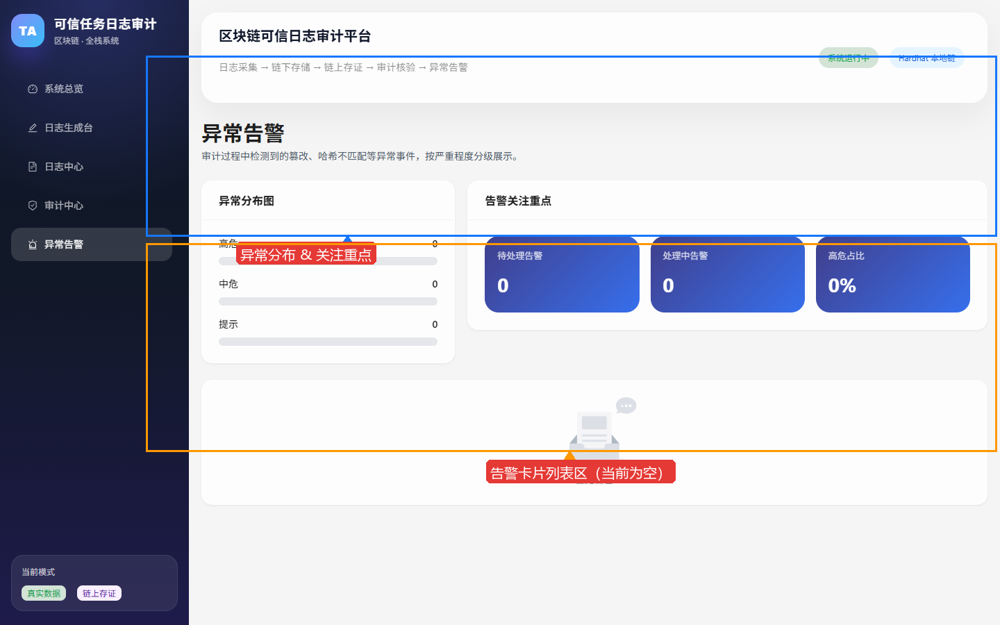 TA
可信任务日志审计
区块链 · 全栈系统
系统总览
日志生成台
日志中心
审计中心
异常告警
当前模式
真实数据
链上存证
区块链可信日志审计平台
日志采集 → 链下存储 → 链上存证 → 审计核验 → 异常告警
系统运行中
Hardhat 本地链
异常告警
审计过程中检测到的篡改、哈希不匹配等异常事件，按严重程度分级展示。
异常分布图
高危 0
异常分布 & 关注重点
中危 0
提示 0
告警关注重点
待处理告警
0
处理中告警
0
高危占比
0%
告警卡片列表区（当前为空）